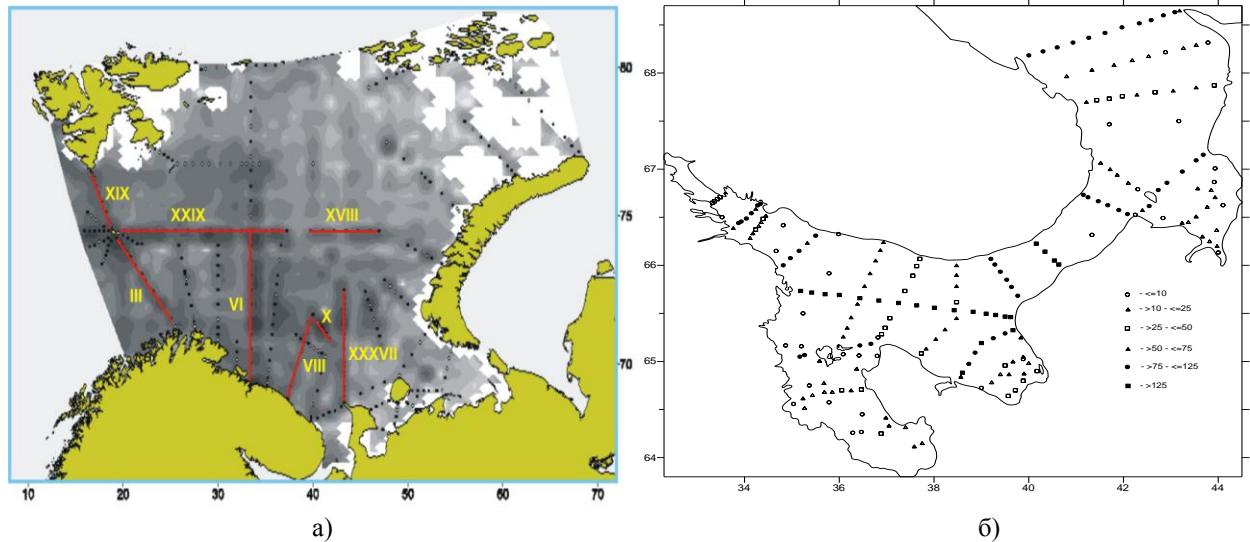 XIX
XXIX
XVIII
III
VI
X
VIII
XXXVII
80
75
70
10 20 30 40 50 60 70
а)
68
67
66
65
64
34 36 38 40 42 44
- <=10
- >10 - <=25
- >25 - <=50
- >50 - <=75
- >75 - <=125
- >125
б)